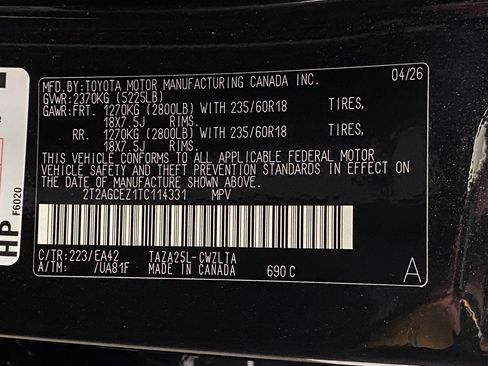 MFD.BY:TOYOTA MOTOR MANUFACTURING CANADA INC. 04/26
GVWR:2370KG (5225LB)
GAWR:FRT. 1270KG (2800LB) WITH 235/60R18 TIRES,
18X7.5J RIMS.
RR. 1270KG (2800LB) WITH 235/60R18 TIRES,
18X7.5J RIMS.
THIS VEHICLE CONFORMS TO ALL APPLICABLE FEDERAL MOTOR
VEHICLE SAFETY AND THEFT PREVENTION STANDARDS IN EFFECT
ON THE DATE OF MANUFACTURE SHOWN ABOVE.
2T2AGCEZ1TC114331 MPV
C/TR:223/EA42 TAZA25L-CWZLTA
A/TM: /UA81F MADE IN CANADA 690C
A
HP
F6020